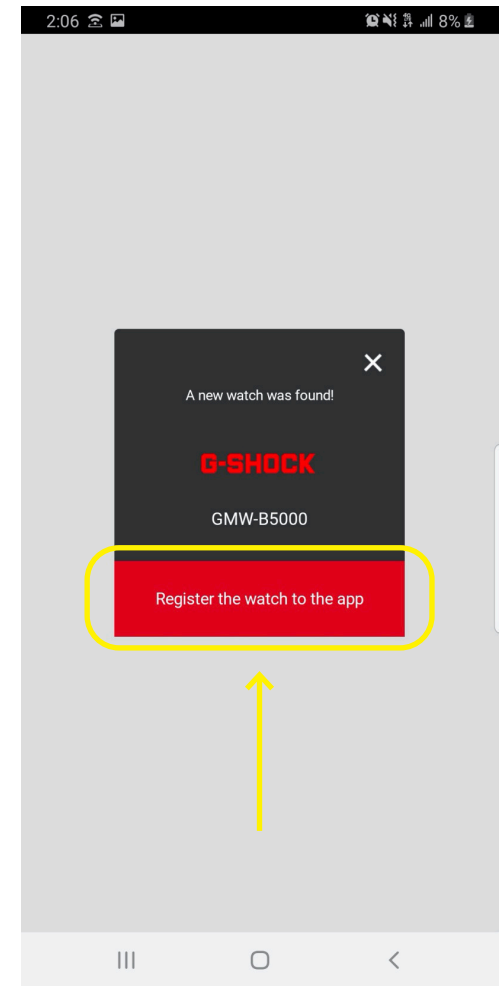 2:06 8%
A new watch was found!
G-SHOCK
GMW-B5000
Register the watch to the app